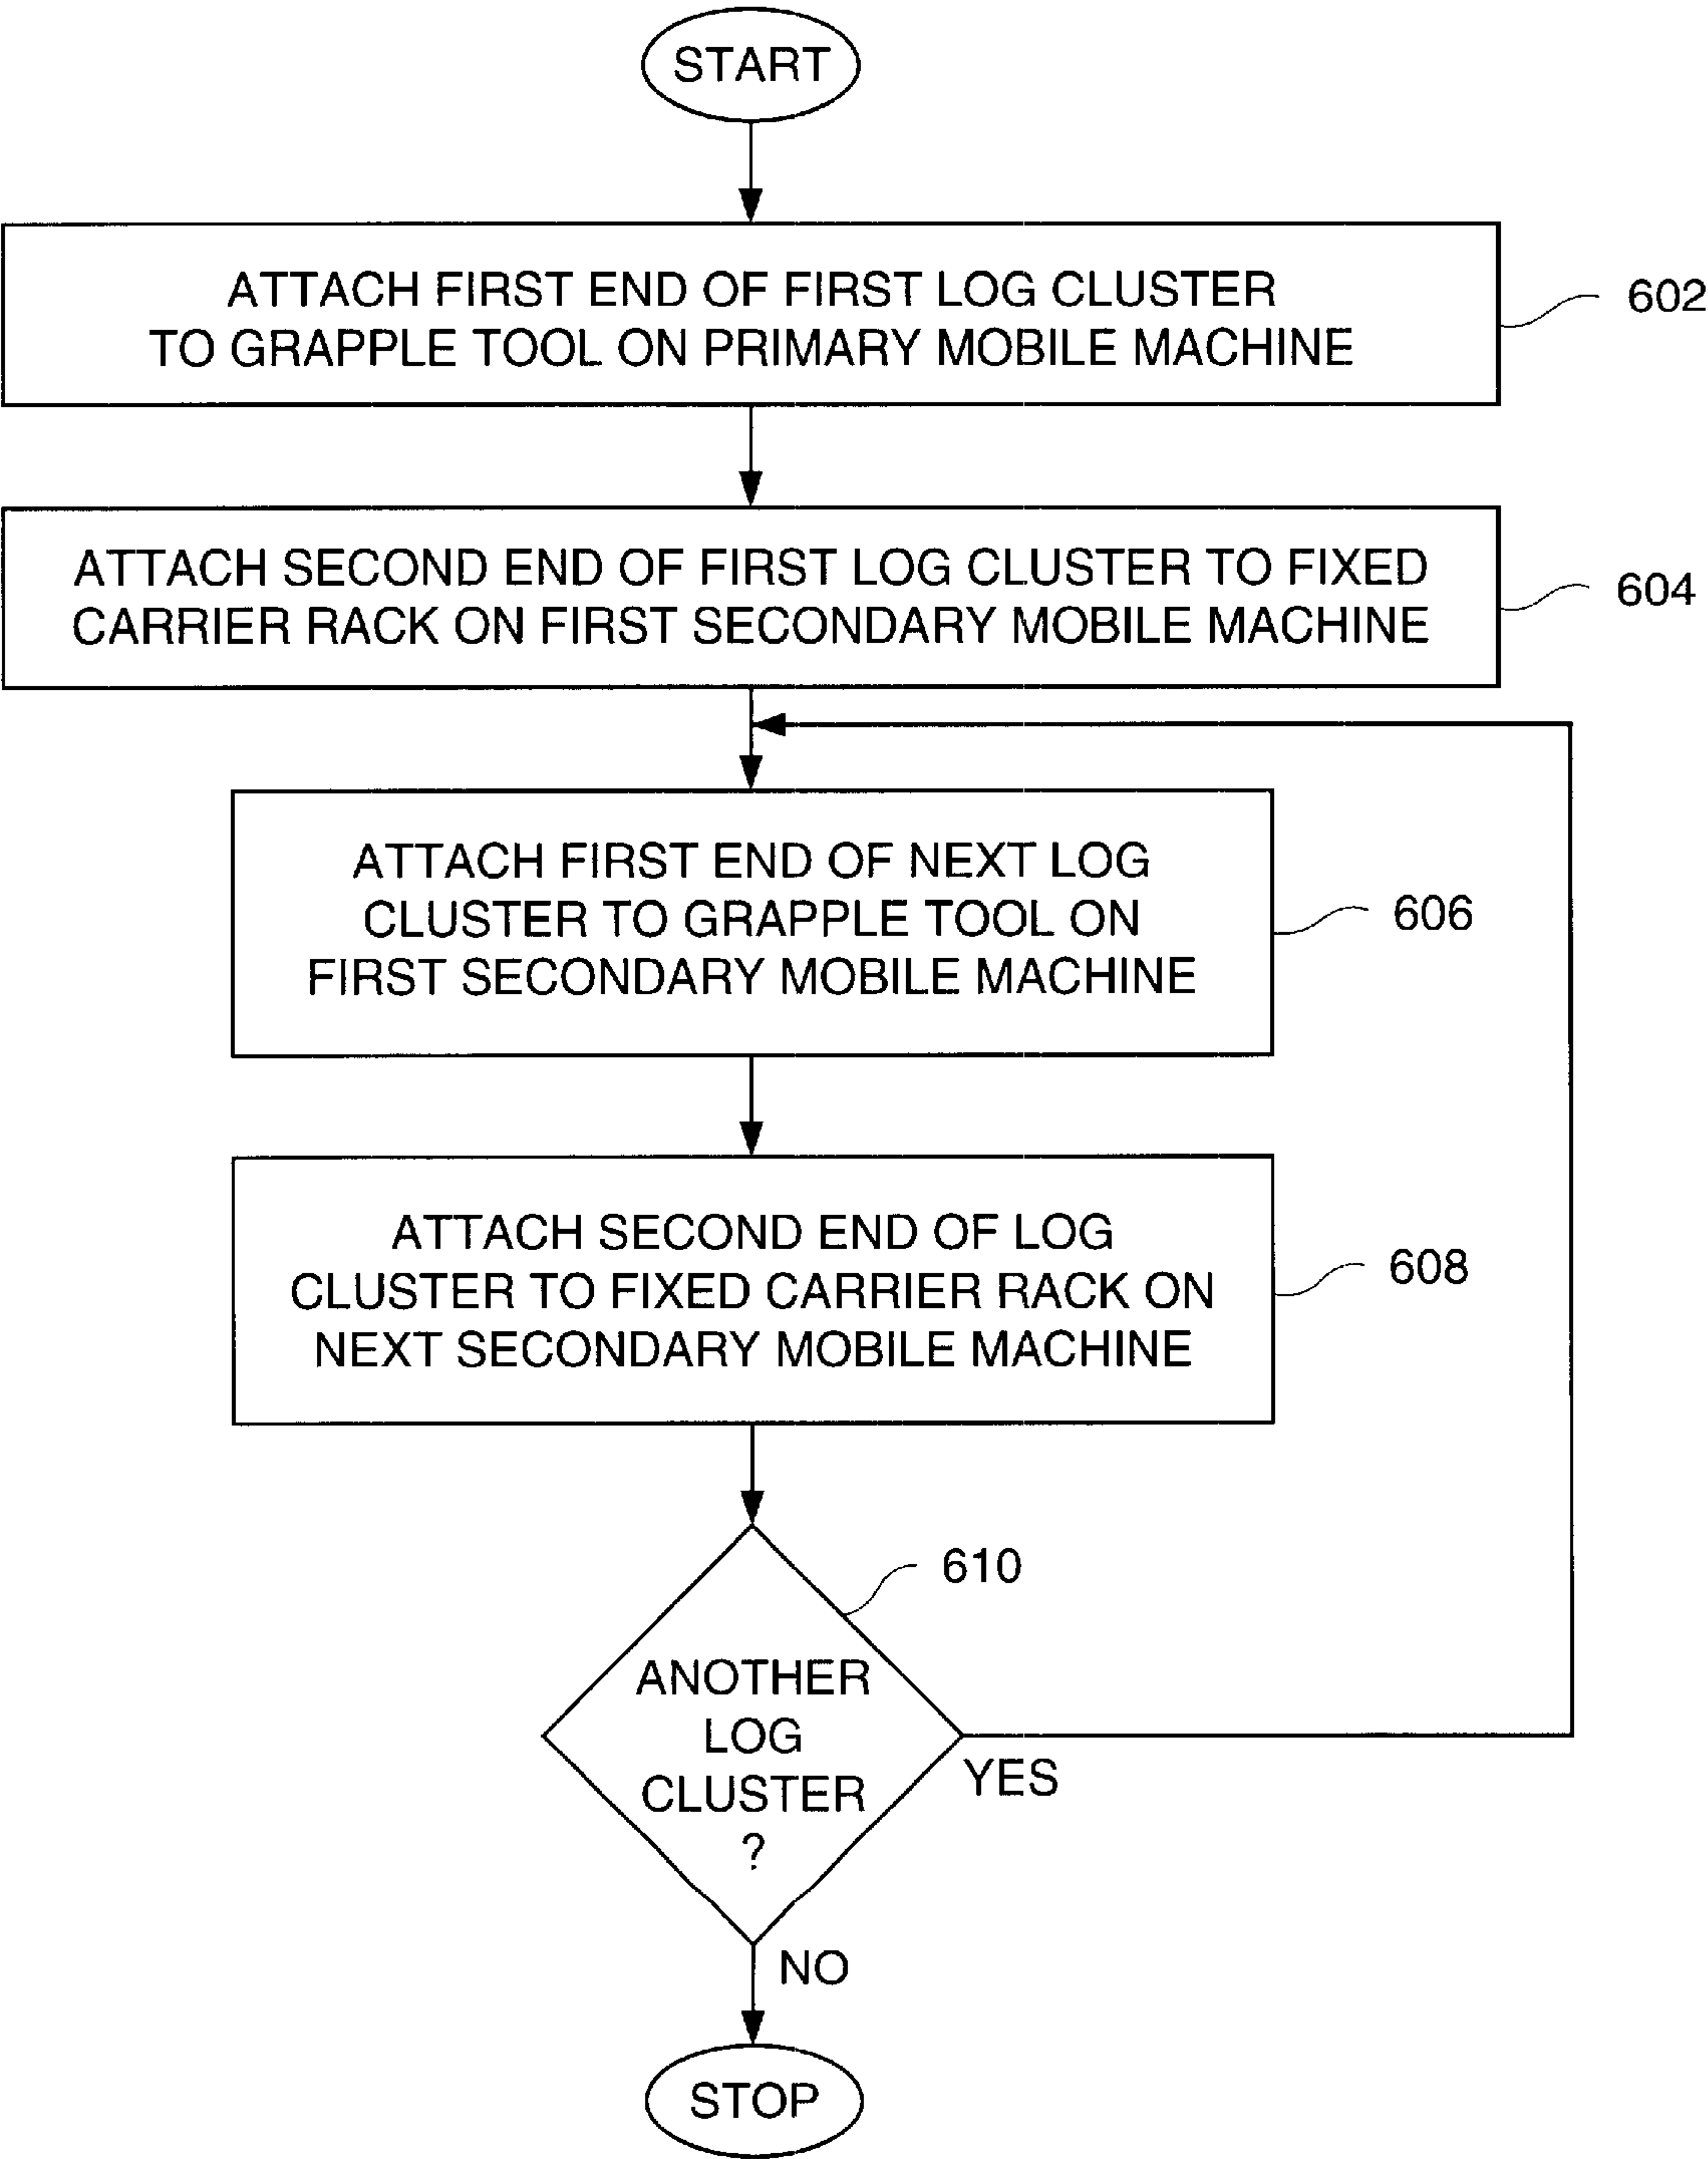 START
ATTACH FIRST END OF FIRST LOG CLUSTER
TO GRAPPLE TOOL ON PRIMARY MOBILE MACHINE
602
ATTACH SECOND END OF FIRST LOG CLUSTER TO FIXED
CARRIER RACK ON FIRST SECONDARY MOBILE MACHINE
604
ATTACH FIRST END OF NEXT LOG
CLUSTER TO GRAPPLE TOOL ON
FIRST SECONDARY MOBILE MACHINE
606
ATTACH SECOND END OF LOG
CLUSTER TO FIXED CARRIER RACK ON
NEXT SECONDARY MOBILE MACHINE
608
610
ANOTHER
LOG
CLUSTER
?
YES
NO
STOP